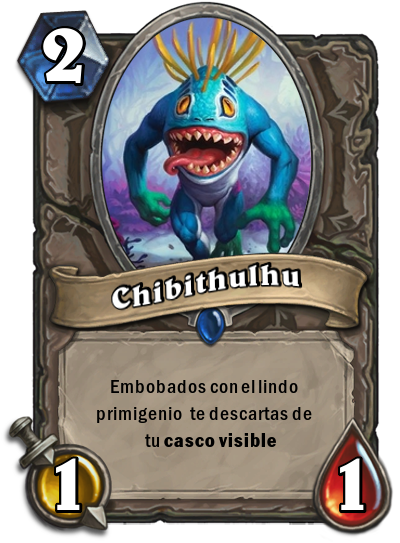 2
Chibithulhu
Embobados con el lindo
primigenio te descartas de
tu casco visible
1
1